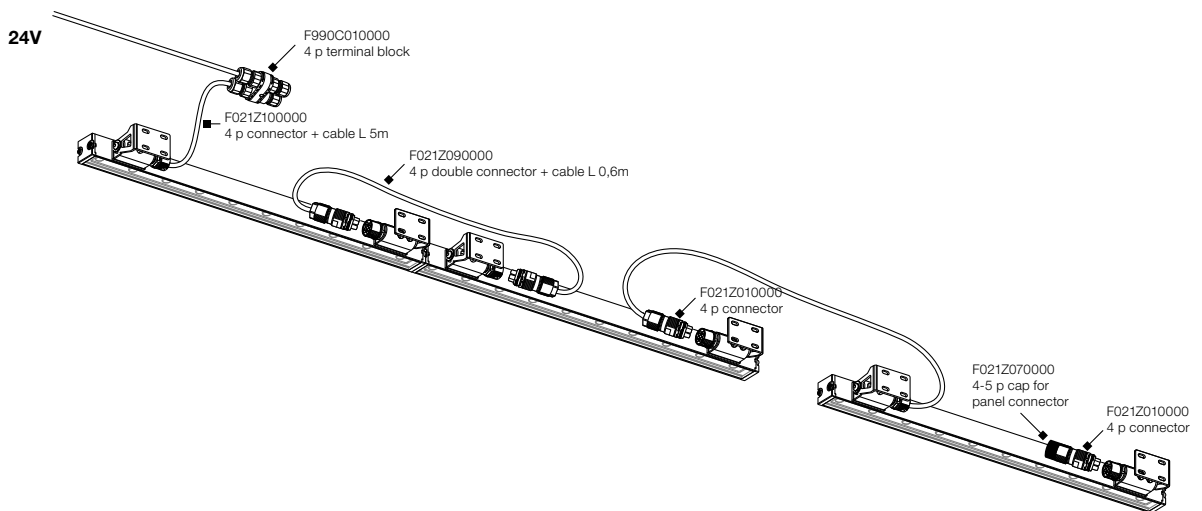 24V
F990C010000
4 p terminal block
F021Z100000
4 p connector + cable L 5m
F021Z090000
4 p double connector + cable L 0,6m
F021Z010000
4 p connector
F021Z070000
4-5 p cap for
panel connector
F021Z010000
4 p connector